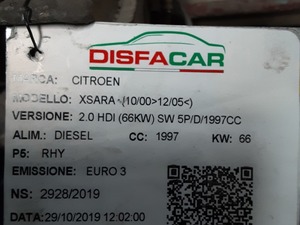 DISFACAR
MARCA: CITROEN
MODELLO: XSARA (10/00>12/05<)
VERSIONE: 2.0 HDI (66KW) SW 5P/D/1997CC
ALIM.: DIESEL CC: 1997 KW: 66
P5: RHY
EMISSIONE: EURO 3
NS: 2928/2019
DATA:29/10/2019 12:02:00